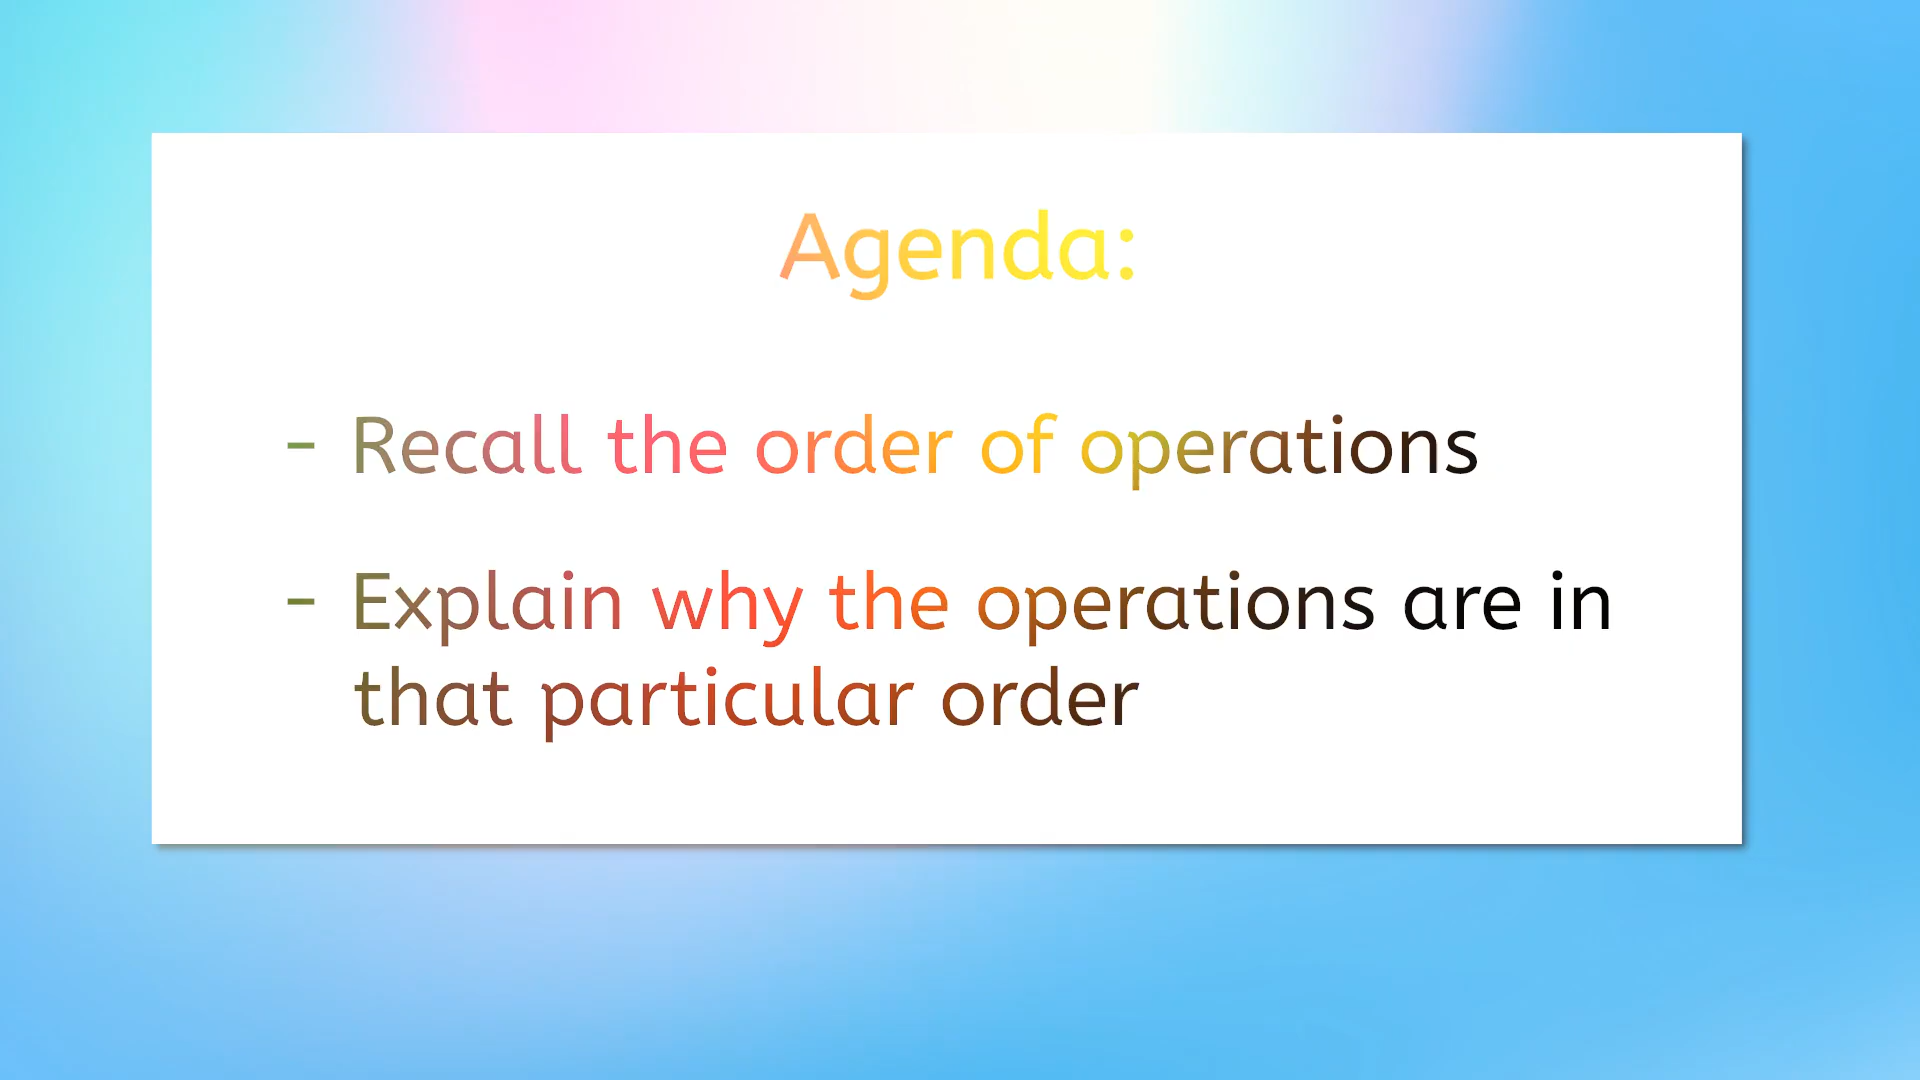 Agenda:
- Recall the order of operations
- Explain why the operations are in
that particular order